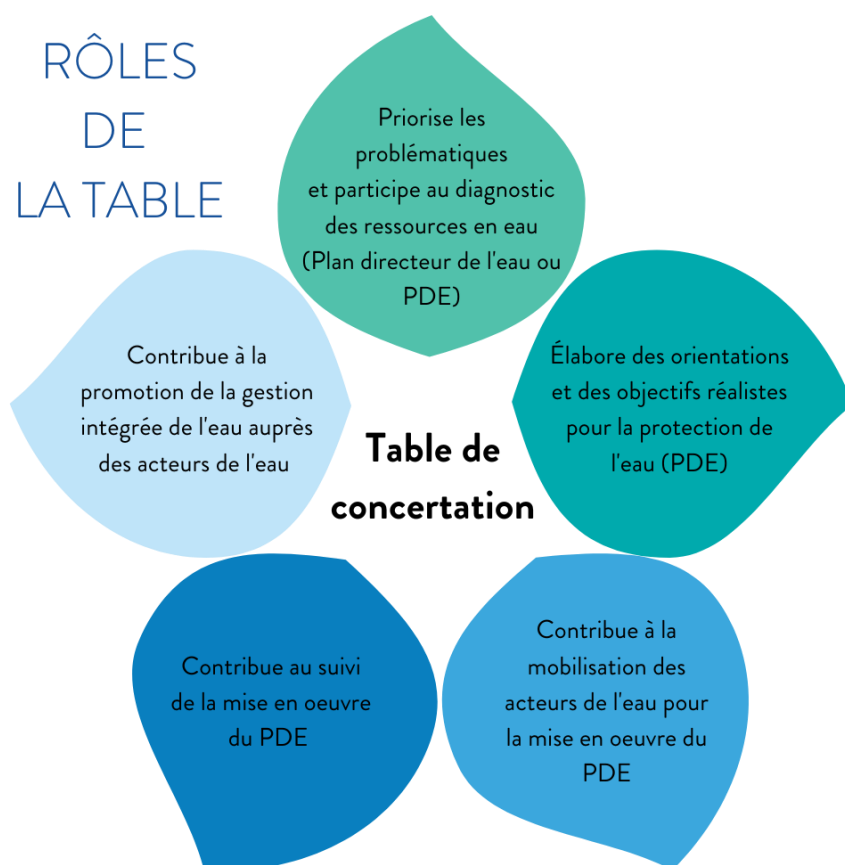 RÔLES
DE
LA TABLE
Priorise les
problématiques
et participe au diagnostic
des ressources en eau
(Plan directeur de l'eau ou
PDE)
Élabore des orientations
et des objectifs réalistes
pour la protection de
l'eau (PDE)
Contribue à la
mobilisation des
acteurs de l'eau pour
la mise en oeuvre du
PDE
Contribue au suivi
de la mise en oeuvre
du PDE
Contribue à la
promotion de la gestion
intégrée de l'eau auprès
des acteurs de l'eau
Table de
concertation